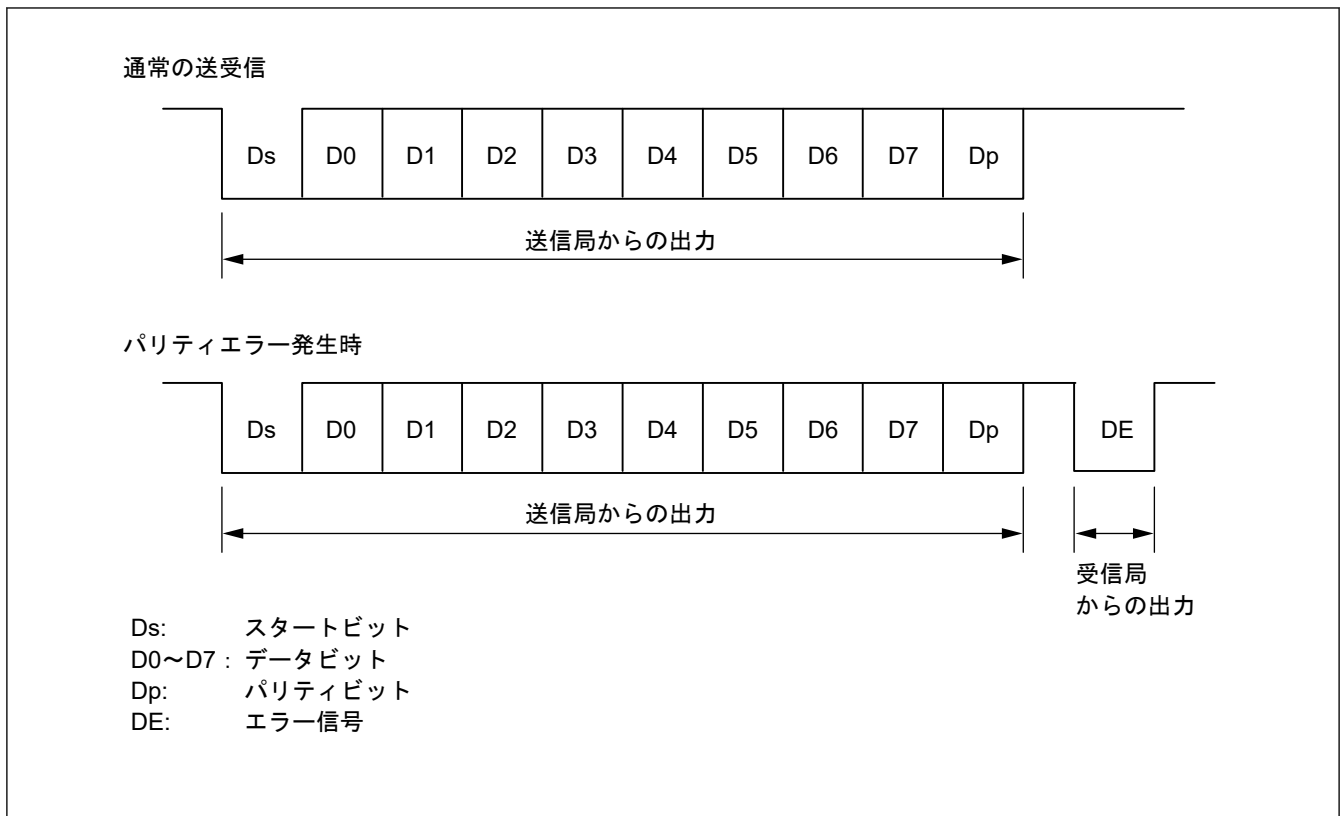 通常の送受信
Ds D0 D1 D2 D3 D4 D5 D6 D7 Dp
送信局からの出力
パリティエラー発生時
Ds D0 D1 D2 D3 D4 D5 D6 D7 Dp DE
送信局からの出力
受信局
からの出力
Ds: スタートビット
D0～D7： データビット
Dp: パリティビット
DE: エラー信号